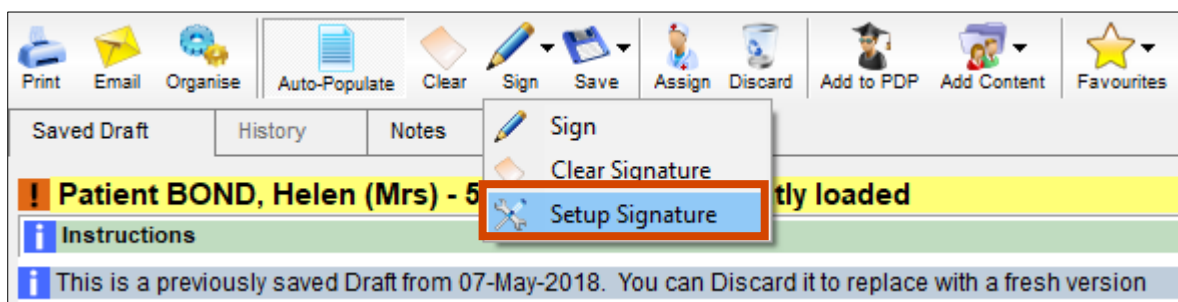 Print Email Organise Auto-Populate Clear Sign Save Assign Discard Add to PDP Add Content Favourites
Saved Draft History Notes
Sign
Clear Signature
Setup Signature
! Patient BOND, Helen (Mrs) - 5 tly loaded
i Instructions
i This is a previously saved Draft from 07-May-2018. You can Discard it to replace with a fresh version